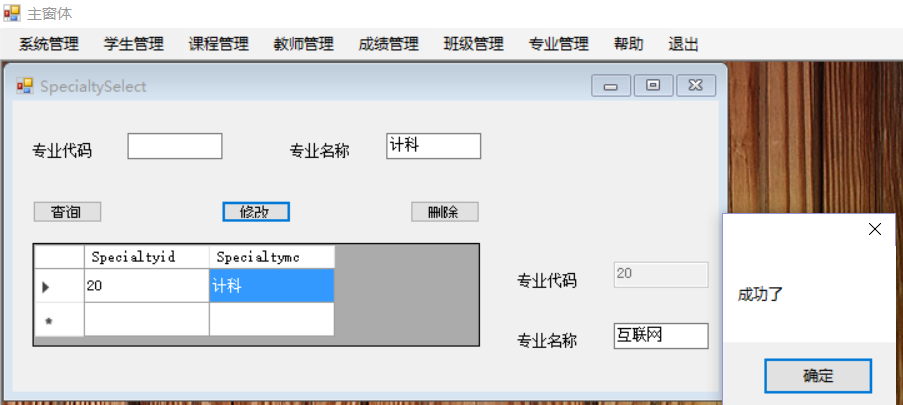 主窗体
系统管理 学生管理 课程管理 教师管理 成绩管理 班级管理 专业管理 帮助 退出
SpecialtySelect
专业代码 专业名称 计科
查询 修改 删除
Specialtyid Specialtymc
20 计科
*
专业代码 20
专业名称 互联网
成功了
确定